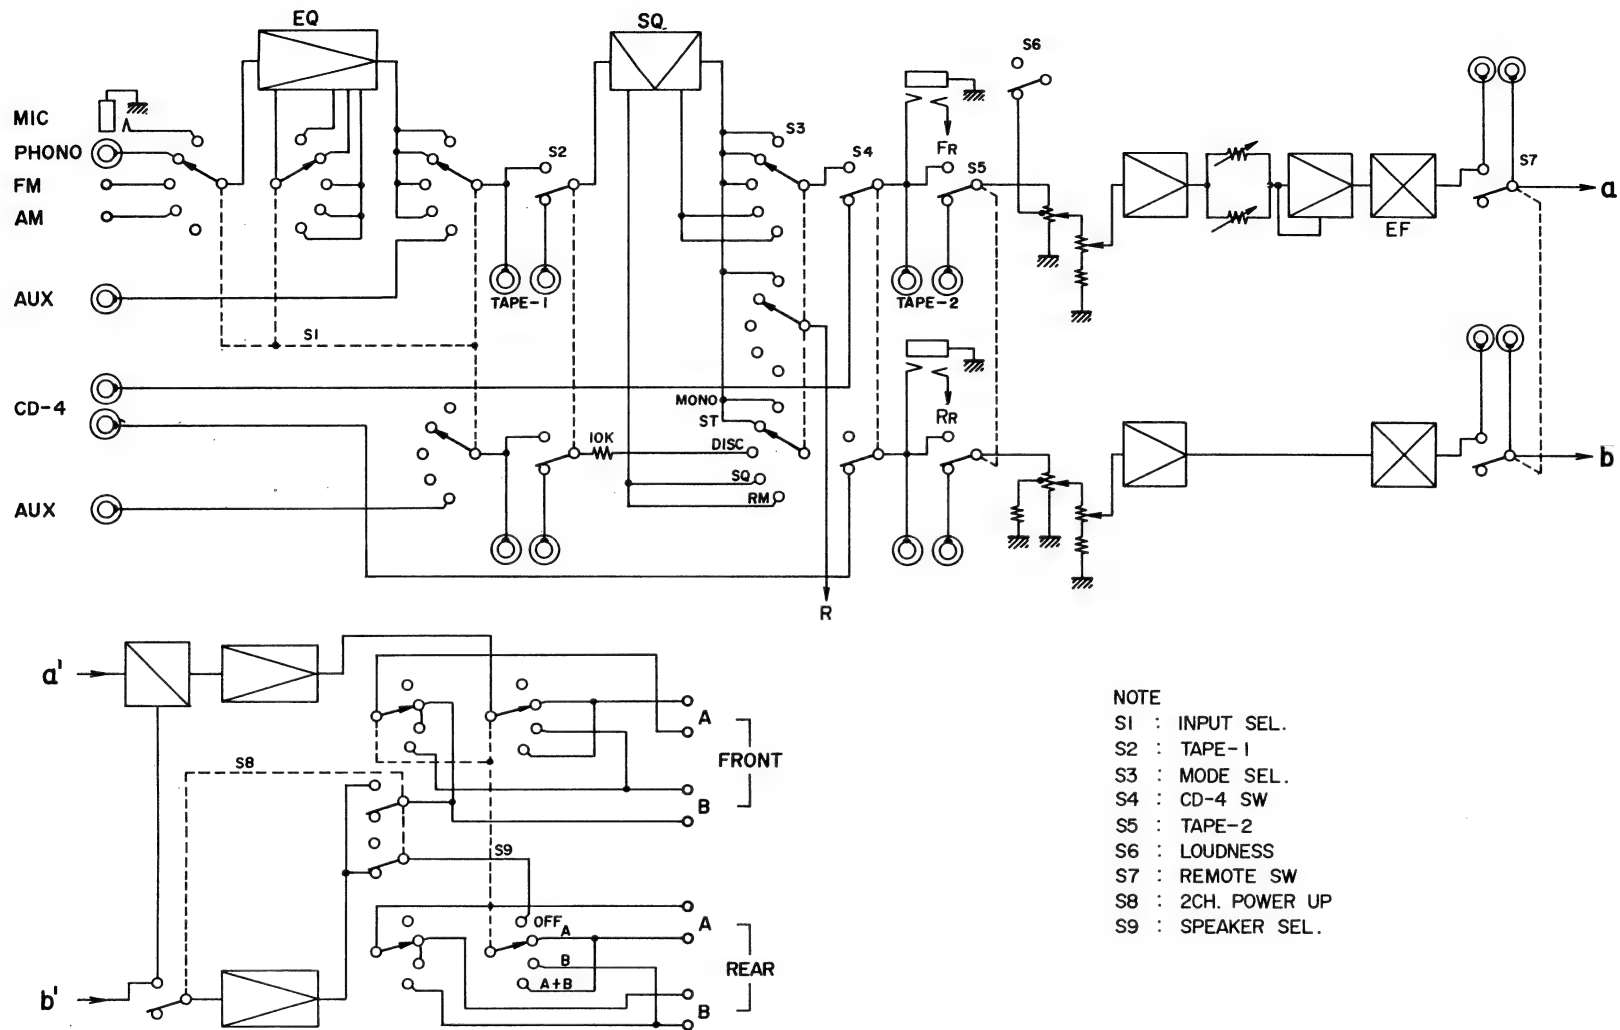 EQ
SQ
S6
MIC
PHONO
FM
AM
S2
S3
S4
FR
S5
S7
a
EF
AUX
TAPE-1
TAPE-2
S1
CD-4
MONO
ST
RR
10K
DISC
SQ
RM
b
AUX
R
a'
A
FRONT
B
S8
S9
OFF
A
B
A+B
A
REAR
B
b'
NOTE
S1 : INPUT SEL.
S2 : TAPE-1
S3 : MODE SEL.
S4 : CD-4 SW
S5 : TAPE-2
S6 : LOUDNESS
S7 : REMOTE SW
S8 : 2CH. POWER UP
S9 : SPEAKER SEL.